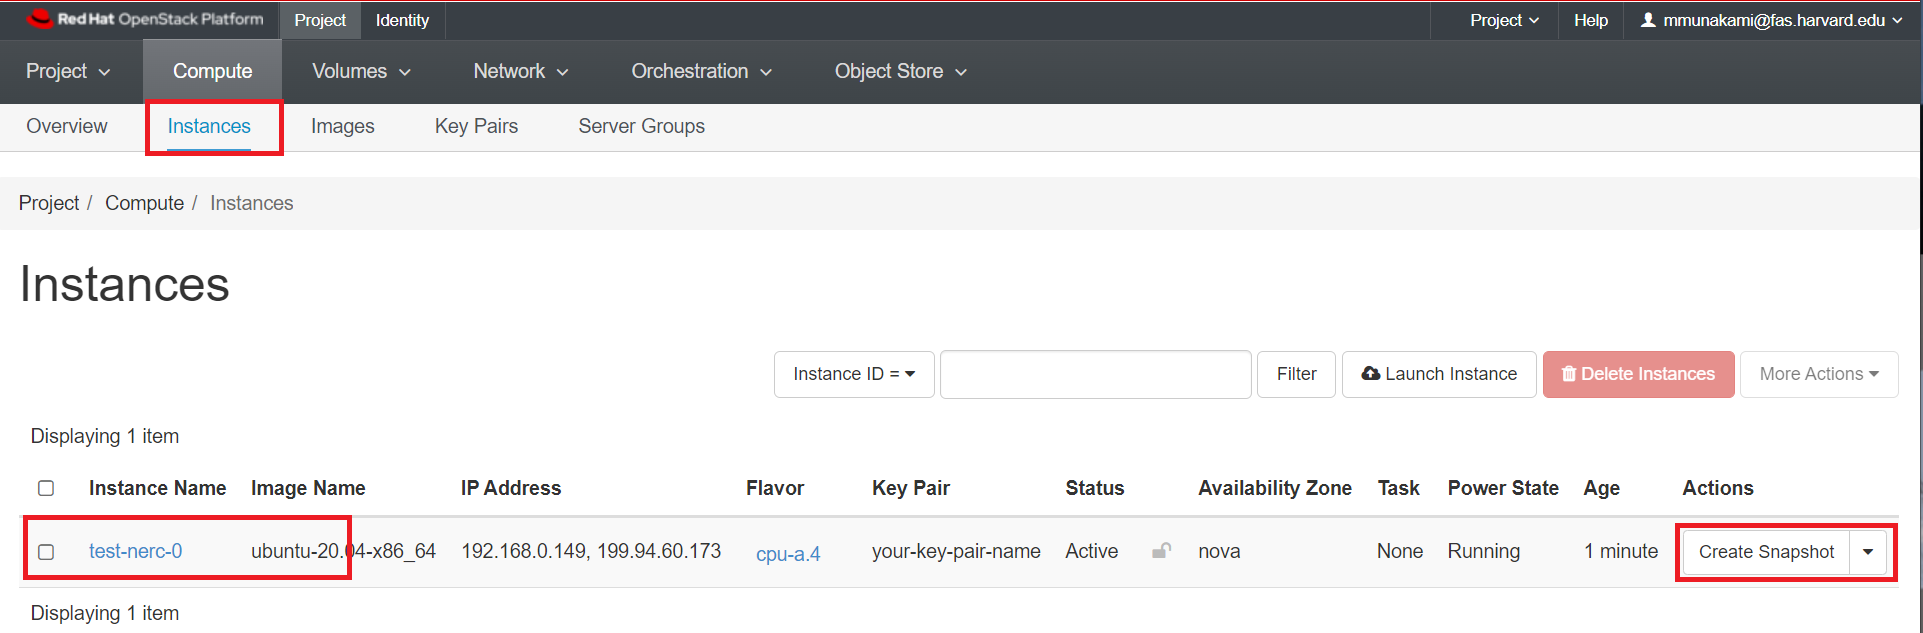 Red Hat OpenStack Platform Project Identity Project Help mmunakami@fas.harvard.edu
Project Compute Volumes Network Orchestration Object Store
Overview Instances Images Key Pairs Server Groups
Project / Compute / Instances
Instances
Instance ID = Filter Launch Instance Delete Instances More Actions
Displaying 1 item
Instance Name Image Name IP Address Flavor Key Pair Status Availability Zone Task Power State Age Actions
test-nerc-0 ubuntu-20.04-x86_64 192.168.0.149, 199.94.60.173 cpu-a.4 your-key-pair-name Active nova None Running 1 minute Create Snapshot
Displaying 1 item